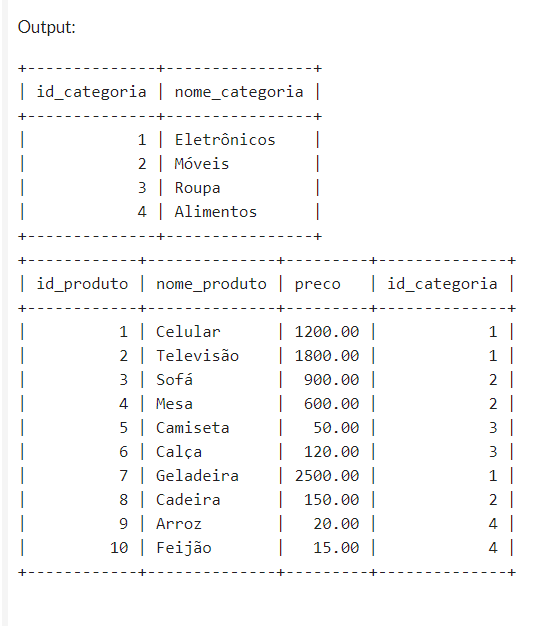 Output:
+--------------+----------------+
| id_categoria | nome_categoria |
+--------------+----------------+
|            1 | Eletrônicos    |
|            2 | Móveis         |
|            3 | Roupa          |
|            4 | Alimentos      |
+--------------+----------------+
+------------+--------------+---------+--------------+
| id_produto | nome_produto | preco   | id_categoria |
+------------+--------------+---------+--------------+
|          1 | Celular      | 1200.00 |            1 |
|          2 | Televisão    | 1800.00 |            1 |
|          3 | Sofá         |  900.00 |            2 |
|          4 | Mesa         |  600.00 |            2 |
|          5 | Camiseta     |   50.00 |            3 |
|          6 | Calça        |  120.00 |            3 |
|          7 | Geladeira    | 2500.00 |            1 |
|          8 | Cadeira      |  150.00 |            2 |
|          9 | Arroz        |   20.00 |            4 |
|         10 | Feijão       |   15.00 |            4 |
+------------+--------------+---------+--------------+